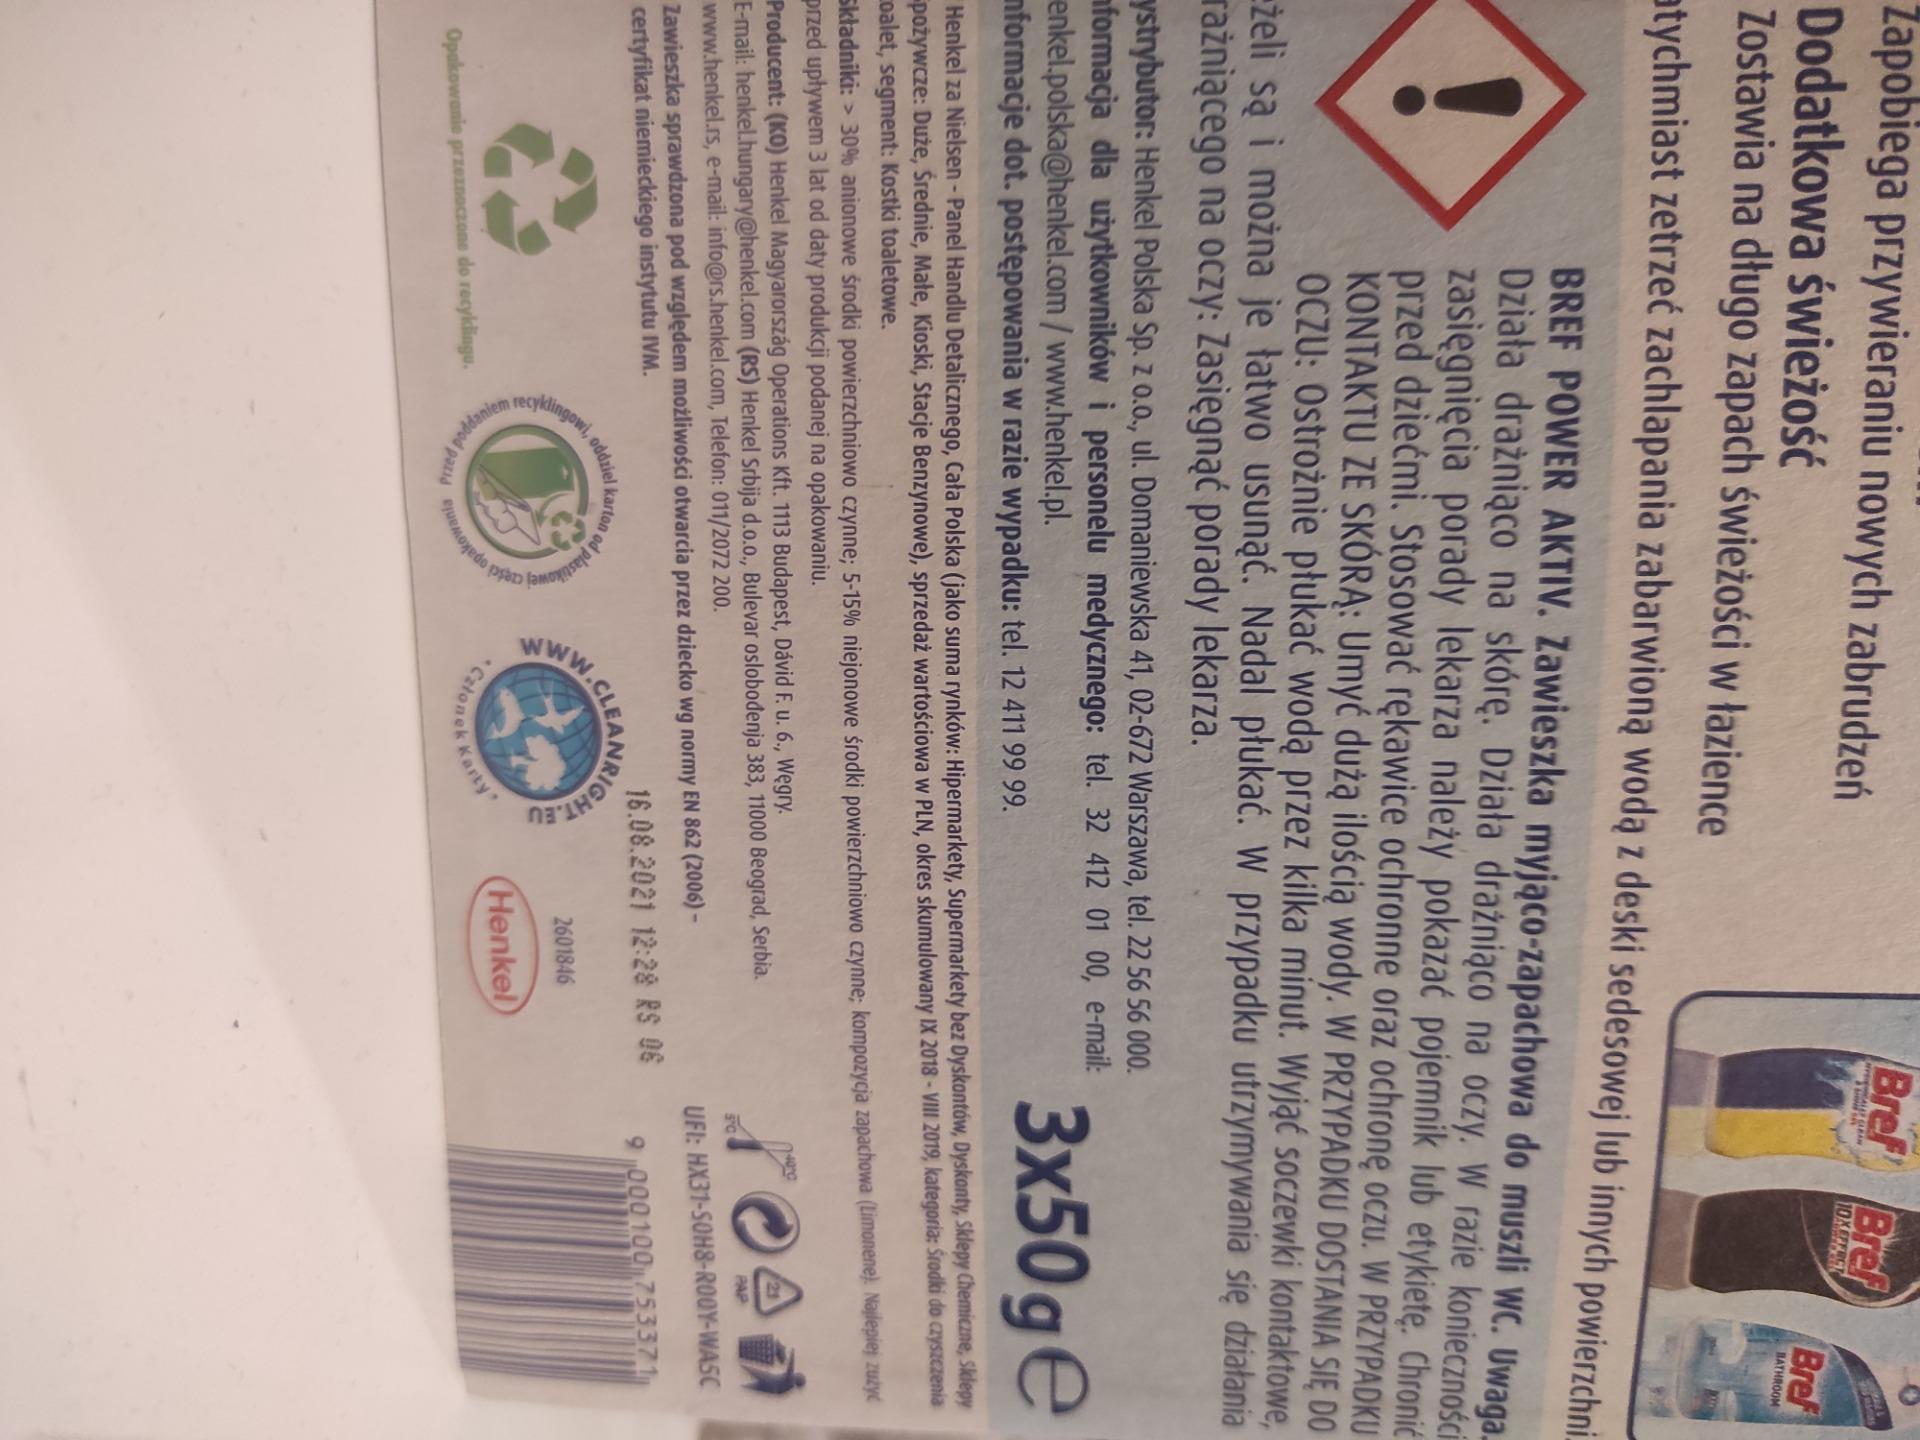 Zapobiega przywieraniu nowych zabrudzeń
Dodatkowa świeżość
Zostawia na długo zapach świeżości w łazience
atychmiast zetrzeć zachlapania zabarwioną wodą z deski sedesowej lub innych powierzchni.
Bref
Bref
10X EFFECT
Bref
BATHROOM
BREF POWER AKTIV. Zawieszka myjąco-zapachowa do muszli WC. Uwaga.
Działa drażniąco na skórę. Działa drażniąco na oczy. W razie konieczności
zasięgnięcia porady lekarza należy pokazać pojemnik lub etykietę. Chronić
przed dziećmi. Stosować rękawice ochronne oraz ochronę oczu. W PRZYPADKU
KONTAKTU ZE SKÓRĄ: Umyć dużą ilością wody. W PRZYPADKU DOSTANIA SIĘ DO
OCZU: Ostrożnie płukać wodą przez kilka minut. Wyjąć soczewki kontaktowe,
eżeli są i można je łatwo usunąć. Nadal płukać. W przypadku utrzymywania się działania
rażniącego na oczy: Zasięgnąć porady lekarza.
ystrybutor: Henkel Polska Sp. z o.o., ul. Domaniewska 41, 02-672 Warszawa, tel. 22 56 56 000.
nformacja dla użytkowników i personelu medycznego: tel. 32 412 01 00, e-mail:
enkel.polska@henkel.com / www.henkel.pl.
nformacje dot. postępowania w razie wypadku: tel. 12 411 99 99.
3x50 g e
Henkel za Nielsen - Panel Handlu Detalicznego, Cała Polska (jako suma rynków: Hipermarkety, Supermarkety bez Dyskontów, Dyskonty, Sklepy Chemiczne, Sklepy
pożywcze: Duże, Średnie, Małe, Kioski, Stacje Benzynowe), sprzedaż wartościowa w PLN, okres skumulowany IX 2018 - VIII 2019, kategoria: Środki do czyszczenia
oalet, segment: Kostki toaletowe.
Składniki: > 30% anionowe środki powierzchniowo czynne; 5-15% niejonowe środki powierzchniowo czynne; kompozycja zapachowa (Limonene). Najlepiej zużyć
przed upływem 3 lat od daty produkcji podanej na opakowaniu.
Producent: (KO) Henkel Magyarország Operations Kft. 1113 Budapest, Dávid F. u. 6., Węgry.
E-mail: henkel.hungary@henkel.com (RS) Henkel Srbija d.o.o., Bulevar oslobođenja 383, 11000 Beograd, Serbia.
www.henkel.rs, e-mail: info@rs.henkel.com, Telefon: 011/2072 200.
Zawieszka sprawdzona pod względem możliwości otwarcia przez dziecko wg normy EN 862 (2006) -
certyfikat niemieckiego instytutu IVM.
40°C
5°C
21
PAP
UFI: HX31-S0H8-R00Y-WA5C
16.08.2021 12:28 RS 06
Opakowanie przeznaczone do recyklingu.
Przed poddaniem recyklingowi, oddziel karton od plastikowej części opakowania
WWW.CLEANRIGHT.EU
Członek Karty
2601846
Henkel
9 000100 753371